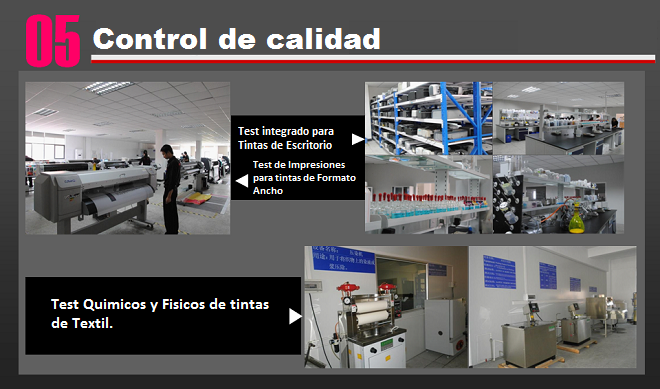 05 Control de calidad
Test integrado para
Tintas de Escritorio
Test de Impresiones
para tintas de Formato
Ancho
Test Quimicos y Fisicos de tintas
de Textil.